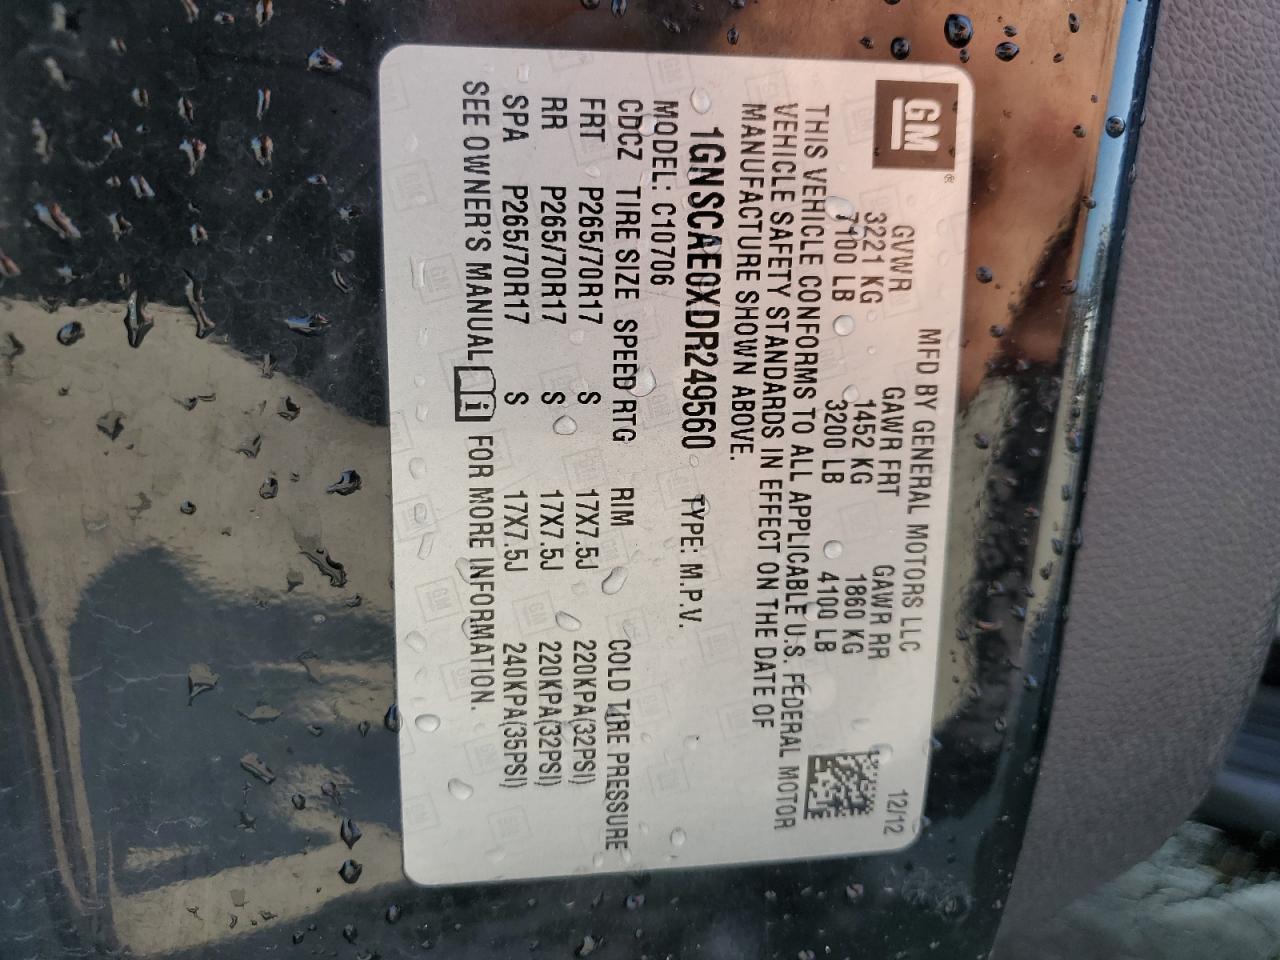 GM ®
MFD BY GENERAL MOTORS LLC 12/12
GVWR GAWR FRT GAWR RR
3221 KG 1452 KG 1860 KG
7100 LB 3200 LB 4100 LB
THIS VEHICLE CONFORMS TO ALL APPLICABLE U.S. FEDERAL MOTOR
VEHICLE SAFETY STANDARDS IN EFFECT ON THE DATE OF
MANUFACTURE SHOWN ABOVE.
1GNSCAE0XDR249560 TYPE: M.P.V.
MODEL: C10706
CDCZ TIRE SIZE SPEED RTG RIM COLD TIRE PRESSURE
FRT P265/70R17 S 17X7.5J 220KPA(32PSI)
RR P265/70R17 S 17X7.5J 220KPA(32PSI)
SPA P265/70R17 S 17X7.5J 240KPA(35PSI)
SEE OWNER'S MANUAL i FOR MORE INFORMATION.